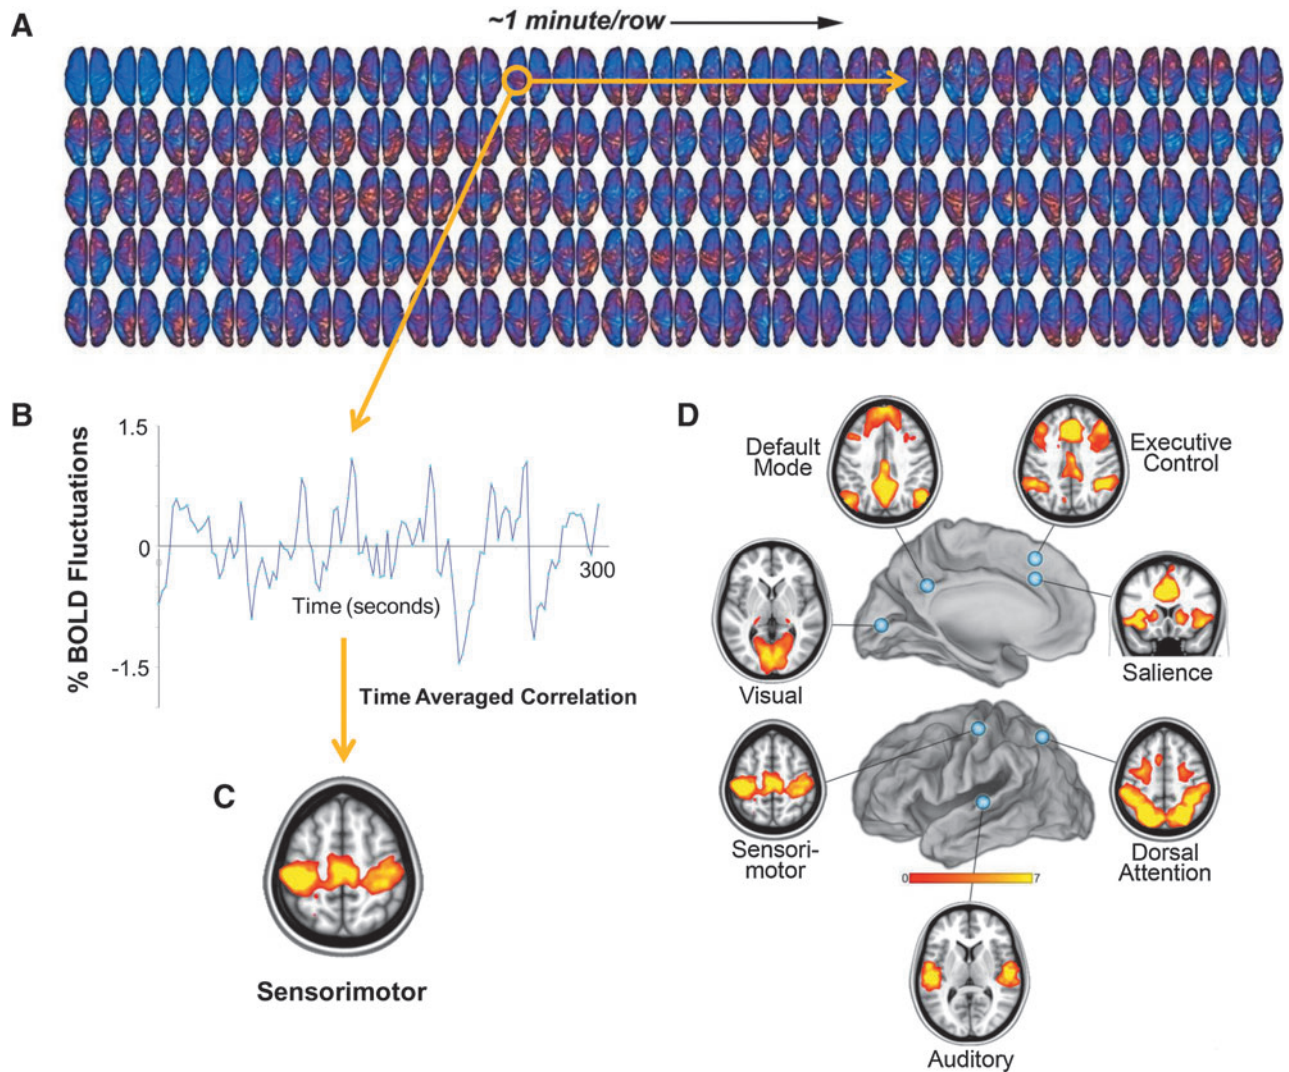 A
~1 minute/row
B
% BOLD Fluctuations
1.5
0
-1.5
300
Time (seconds)
Time Averaged Correlation
C
Sensorimotor
D
Default
Mode
Executive
Control
Visual
Salience
Sensori-
motor
Dorsal
Attention
0
7
Auditory